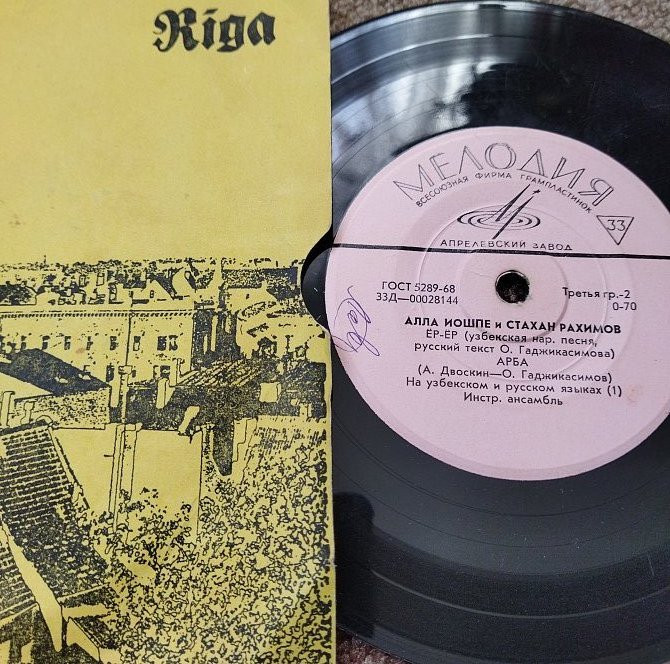 Riga
МЕЛОДИЯ
ВСЕСОЮЗНАЯ ФИРМА ГРАМПЛАСТИНОК
33
АПРЕЛЕВСКИЙ ЗАВОД
ГОСТ 5289-68
33Д—00028144
Третья гр.-2
0-70
АЛЛА ИОШПЕ и СТАХАН РАХИМОВ
ЁР-ЁР (узбекская нар. песня,
русский текст О. Гаджикасимова)
АРБА
(А. Двоскин—О. Гаджикасимов)
На узбекском и русском языках (1)
Инстр. ансамбль